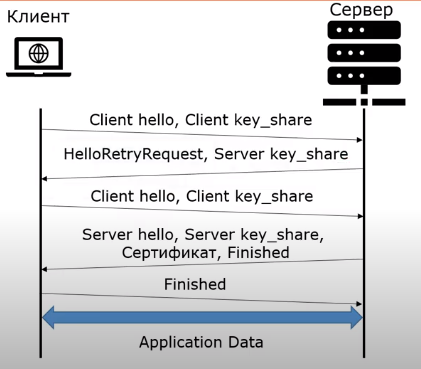 Клиент
Сервер
Client hello, Client key_share
HelloRetryRequest, Server key_share
Client hello, Client key_share
Server hello, Server key_share,
Сертификат, Finished
Finished
Application Data